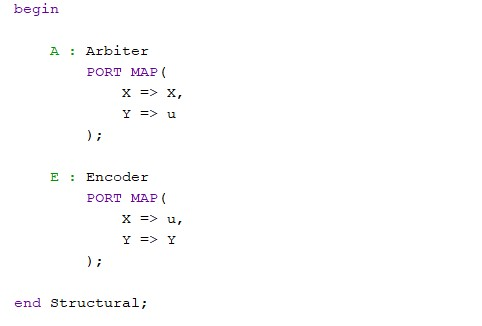 begin
A : Arbiter
PORT MAP(
X => X,
Y => u
);
E : Encoder
PORT MAP(
X => u,
Y => Y
);
end Structural;